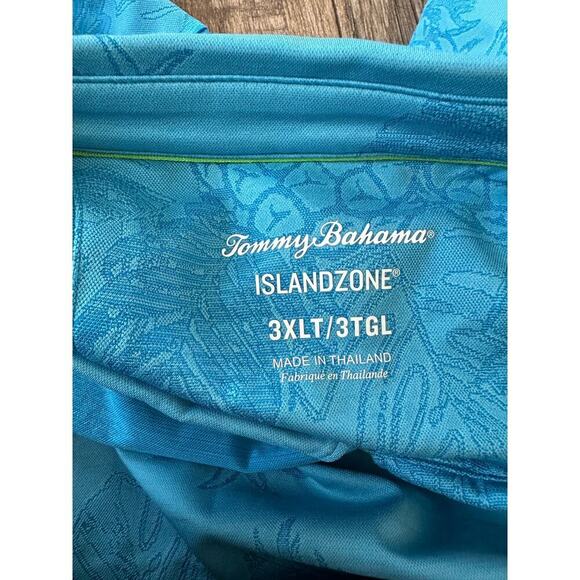 Tommy Bahama®
ISLANDZONE®
3XLT/3TGL
MADE IN THAILAND
Fabriqué en Thaïlande